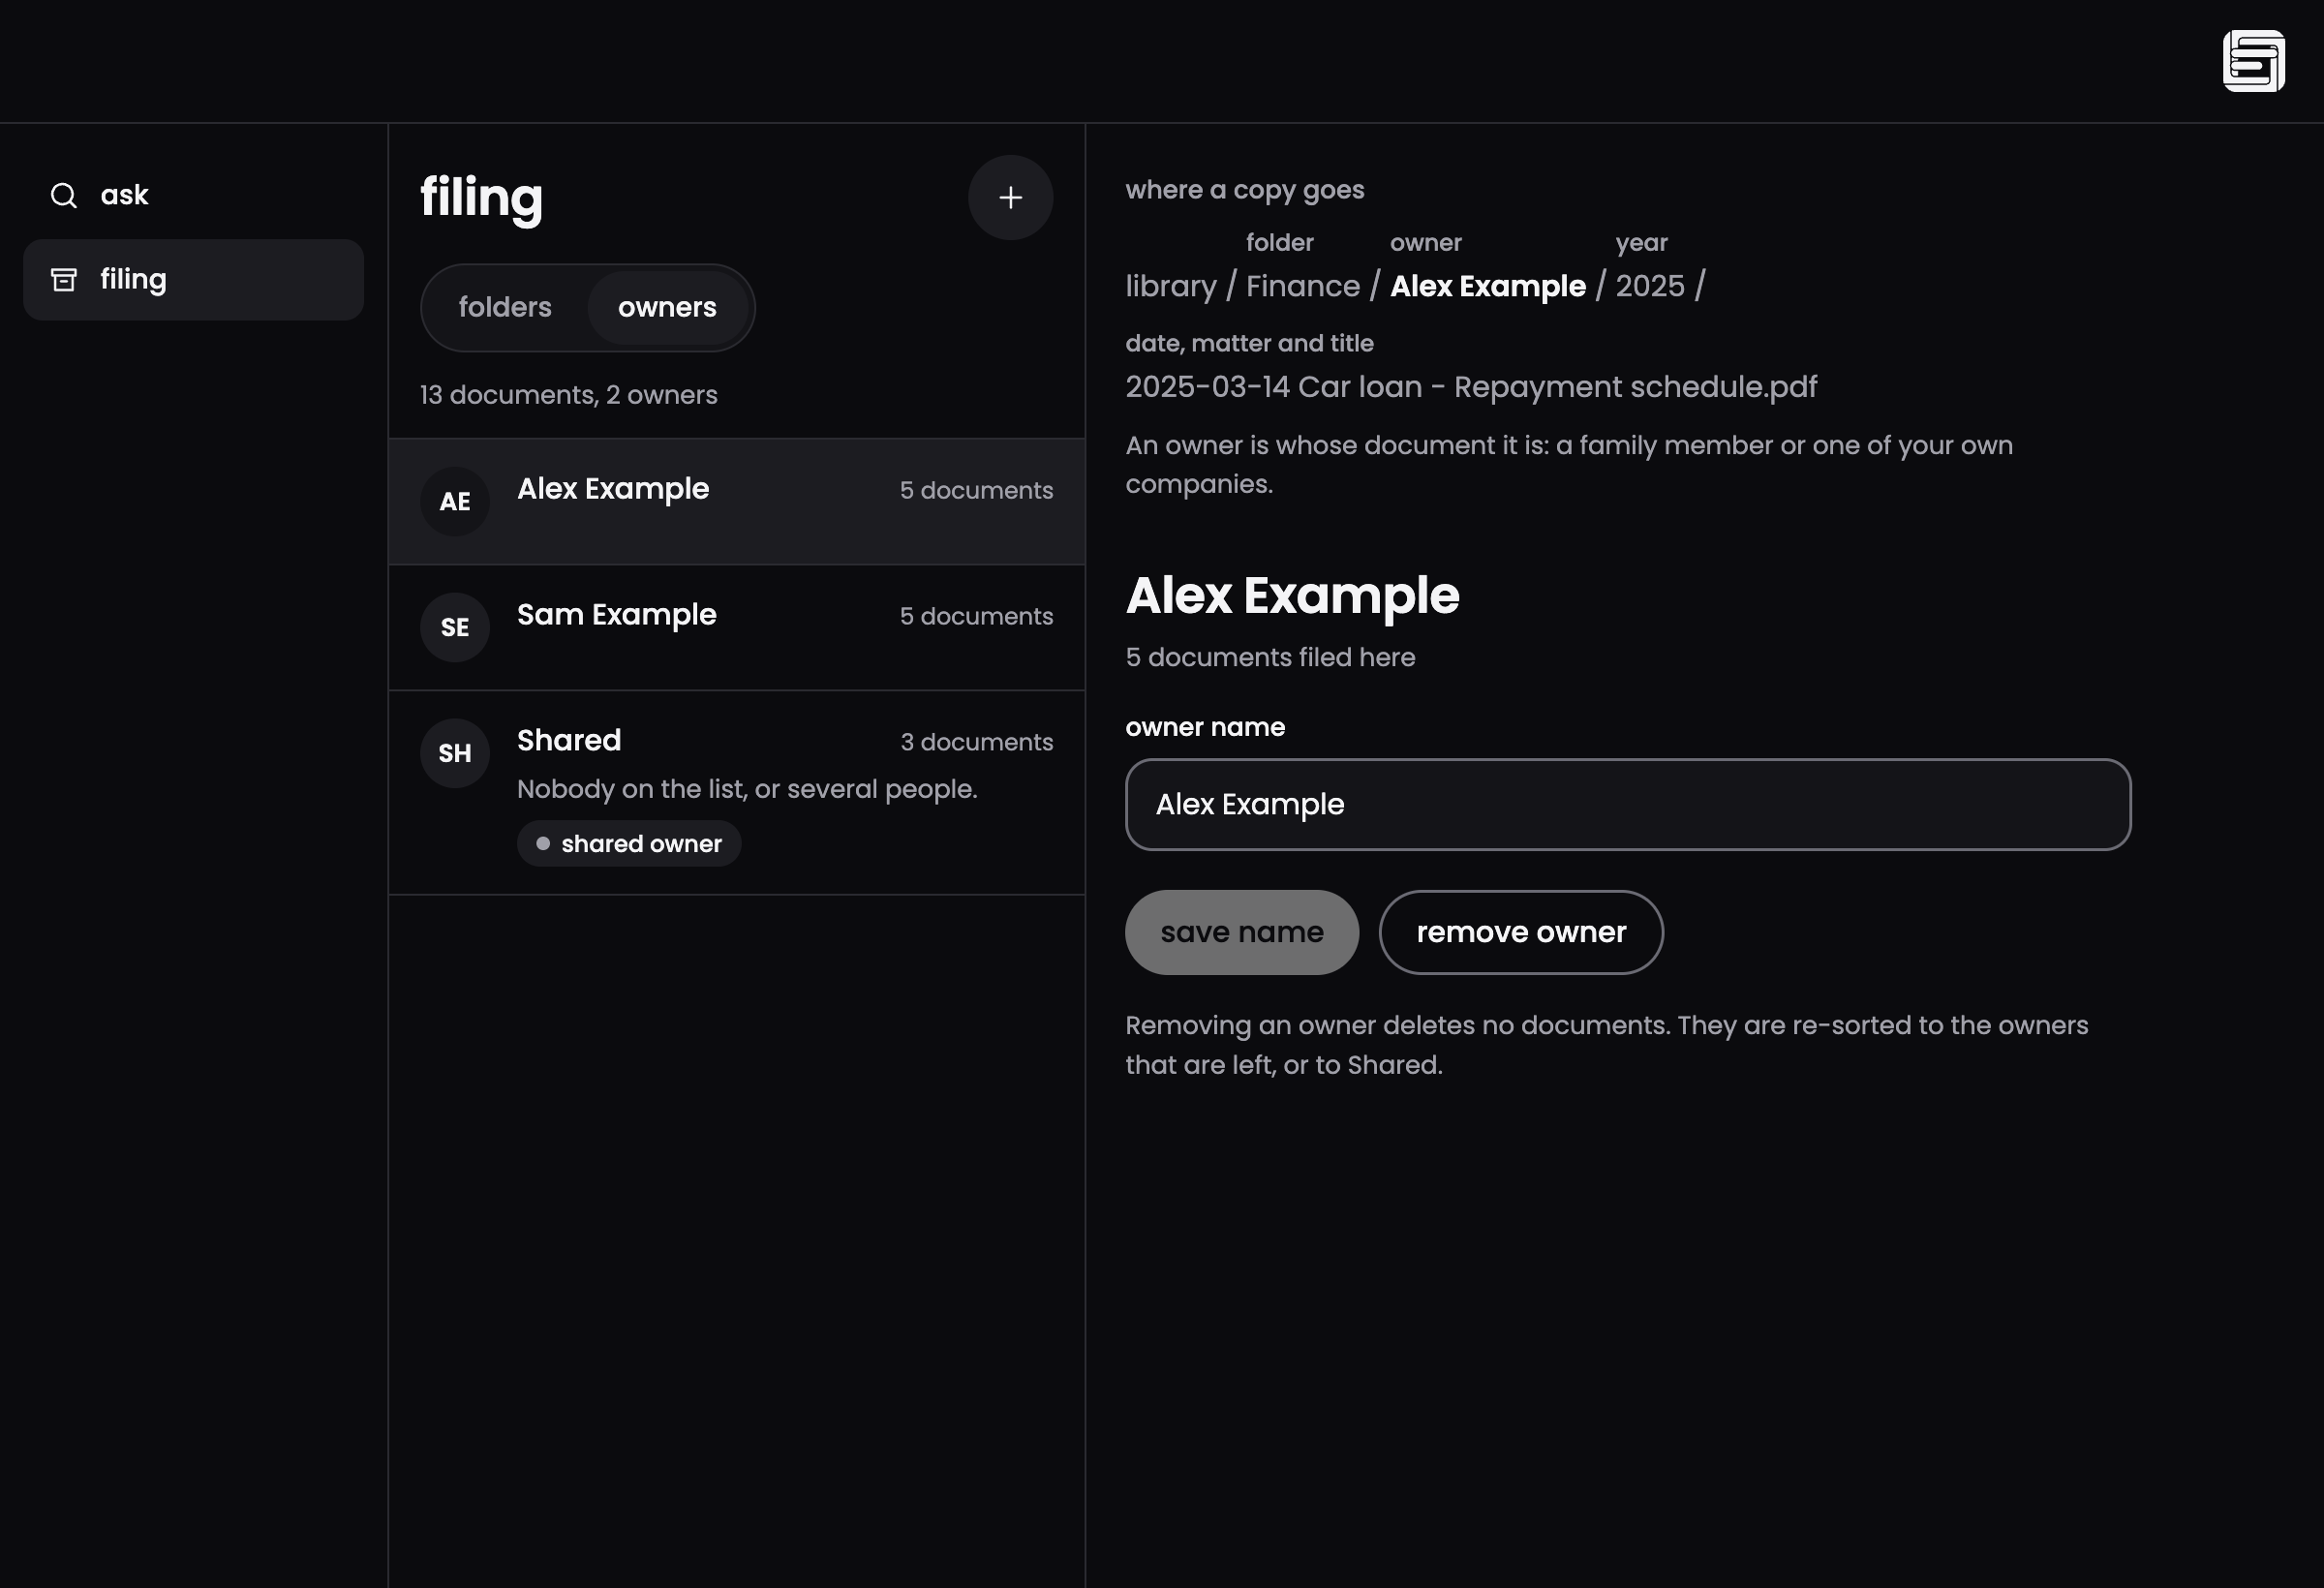 ask
filing
filing
folders owners
13 documents, 2 owners
AE Alex Example 5 documents
SE Sam Example 5 documents
SH Shared 3 documents
Nobody on the list, or several people.
shared owner
where a copy goes
folder owner year
library / Finance / Alex Example / 2025 /
date, matter and title
2025-03-14 Car loan - Repayment schedule.pdf
An owner is whose document it is: a family member or one of your own
companies.
Alex Example
5 documents filed here
owner name
Alex Example
save name remove owner
Removing an owner deletes no documents. They are re-sorted to the owners
that are left, or to Shared.